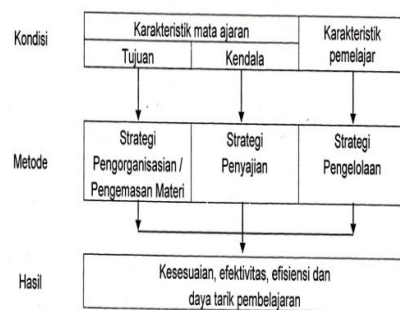 Kondisi
Karakteristik mata ajaran
Karakteristik
pemelajar
Tujuan
Kendala
Metode
Strategi
Pengorganisasian /
Pengemasan Materi
Strategi
Penyajian
Strategi
Pengelolaan
Hasil
Kesesuaian, efektivitas, efisiensi dan
daya tarik pembelajaran